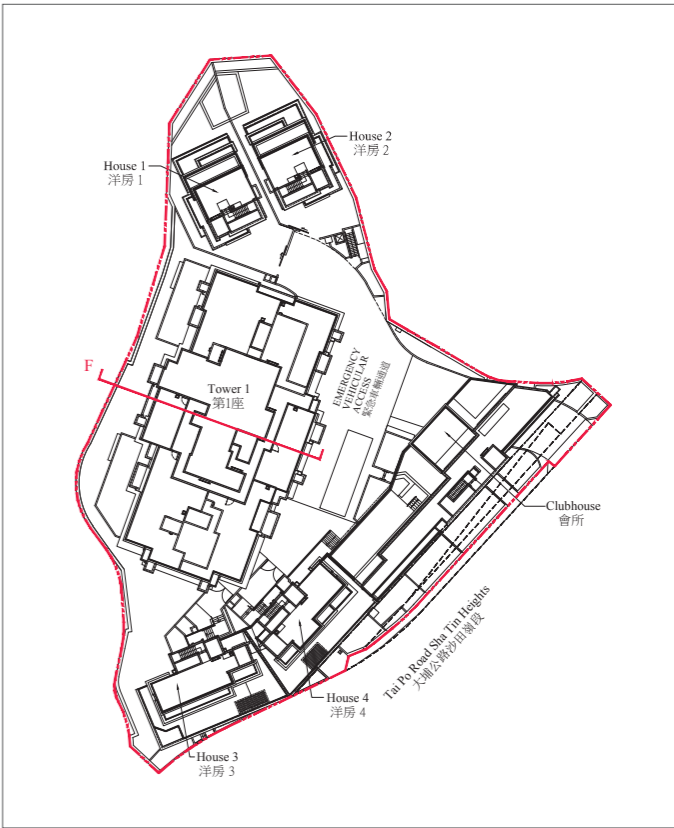 House 2
洋房 2
House 1
洋房 1
EMERGENCY
VEHICULAR
ACCESS
緊急車輛通道
F
Tower 1
第1座
Clubhouse
會所
Tai Po Road Sha Tin Heights
大埔公路沙田嶺段
House 4
洋房 4
House 3
洋房 3